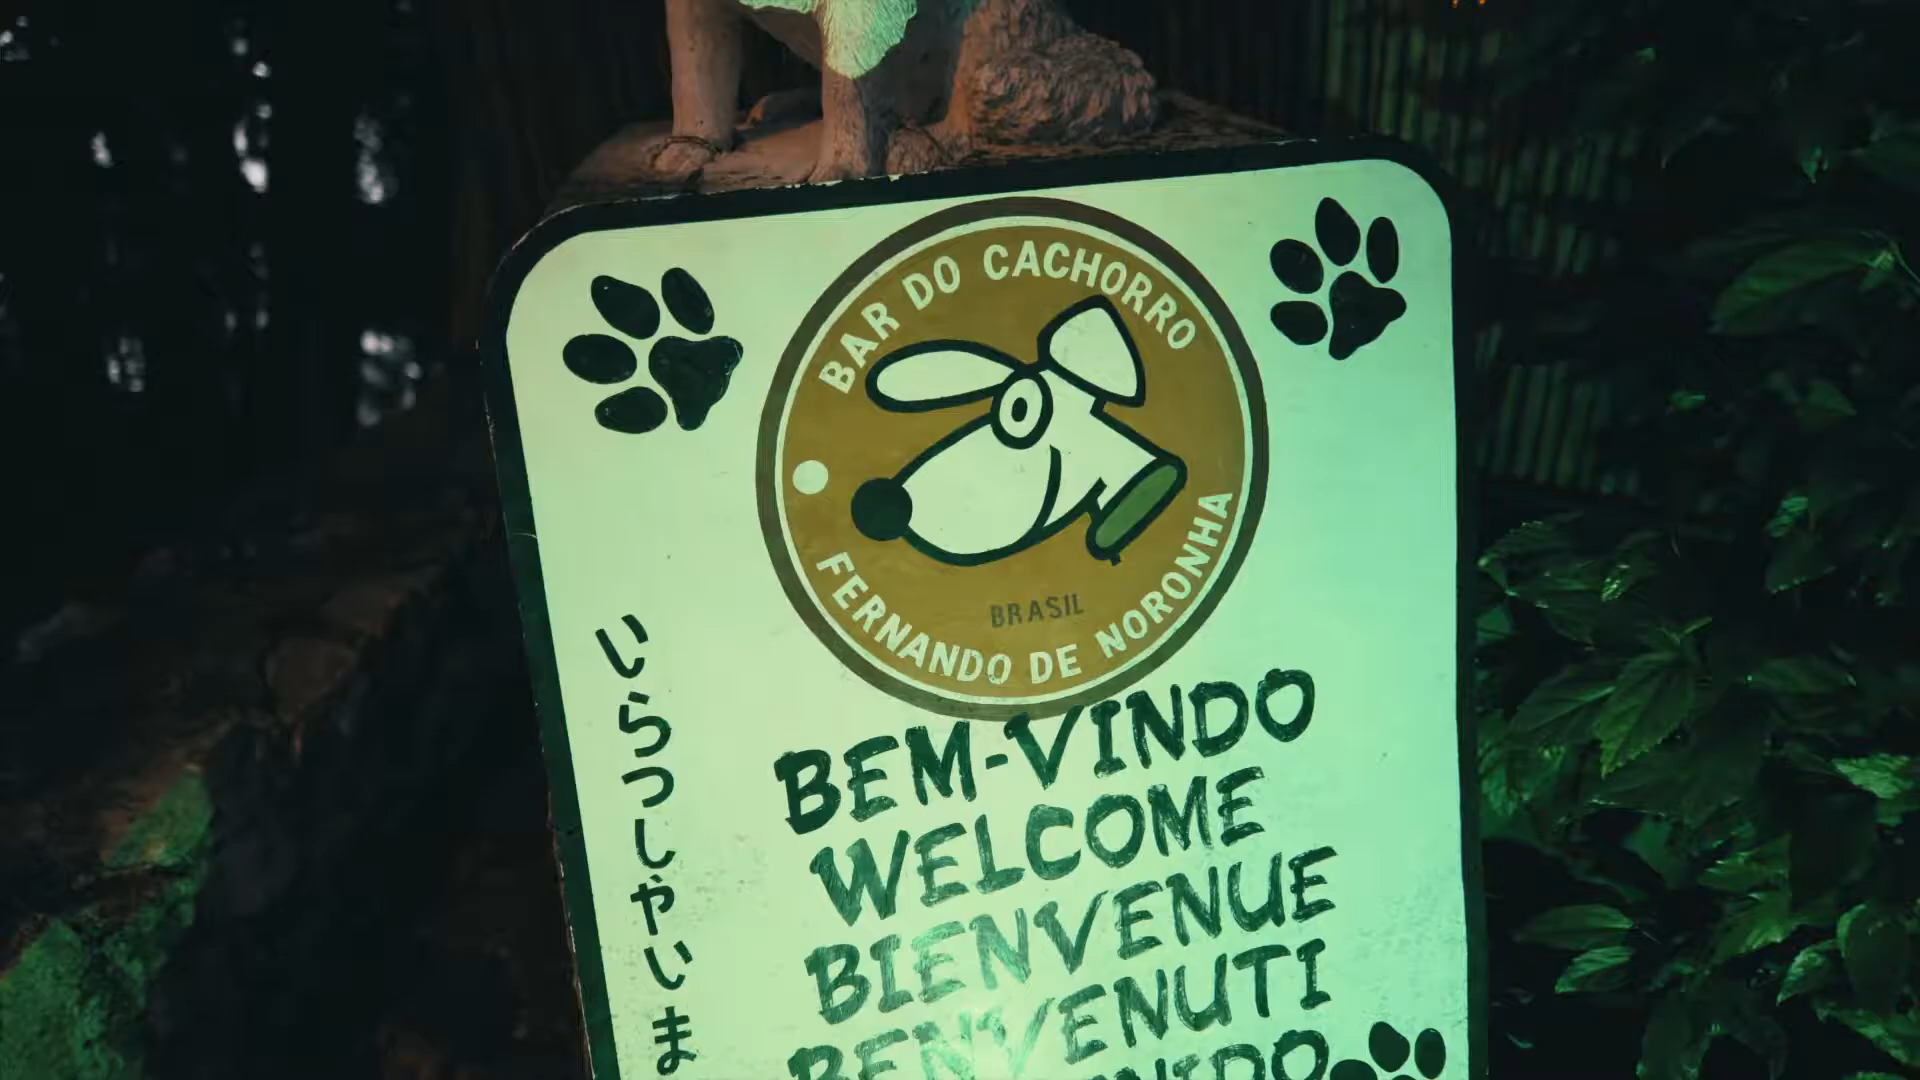 BAR DO CACHORRO
BRASIL
FERNANDO DE NORONHA
BEM-VINDO
WELCOME
BIENVENUE
BENVENUTI
いらっしゃいま